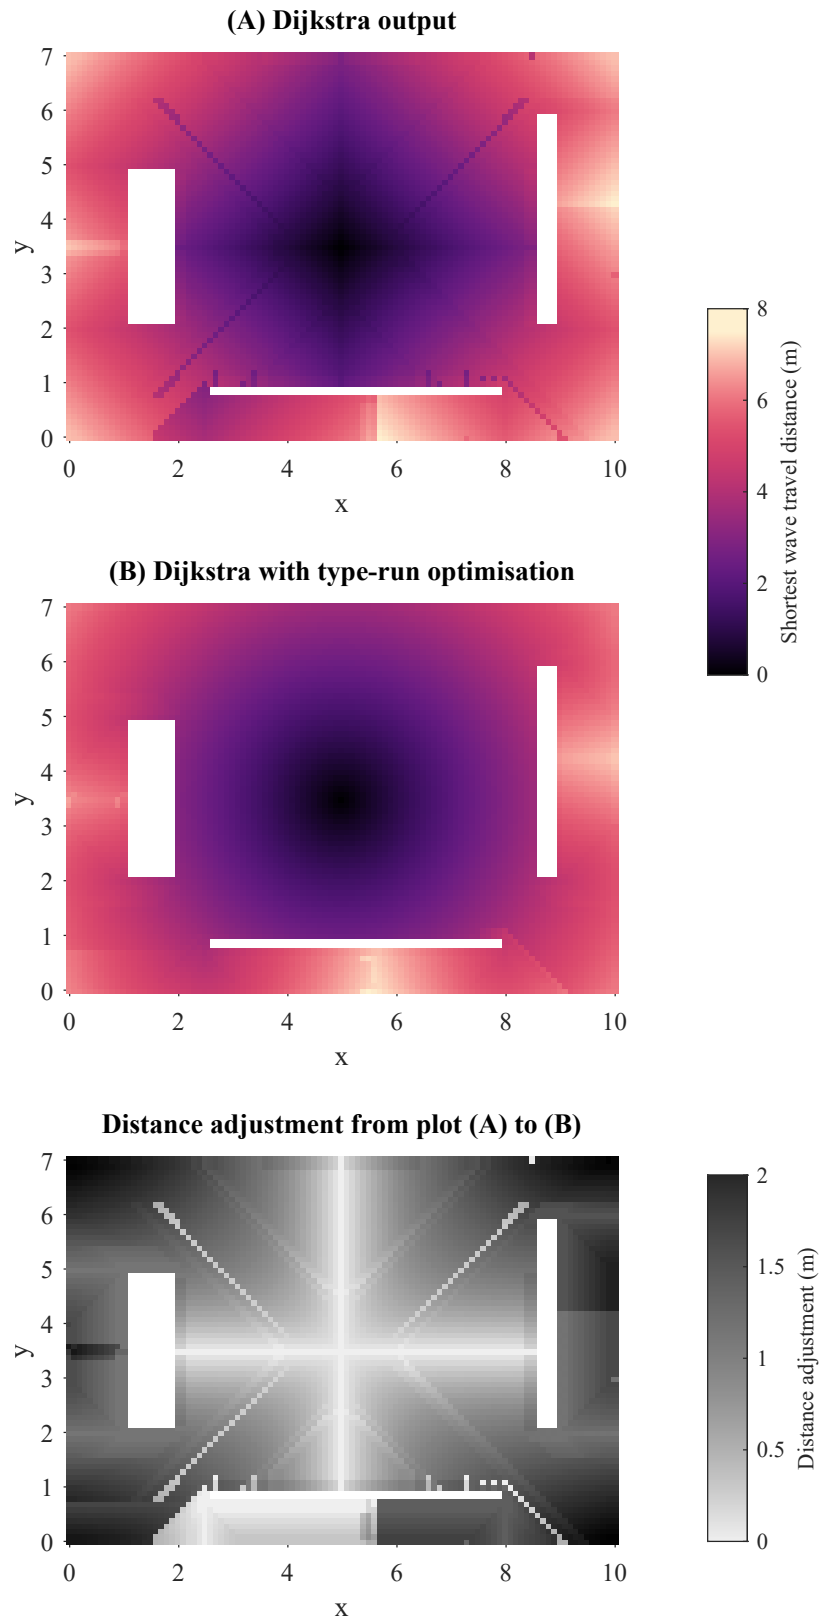 (A) Dijkstra output
7
6
5
4
3
2
1
0
y
0 2 4 6 8 10
x
8
6
4
2
0
Shortest wave travel distance (m)
(B) Dijkstra with type-run optimisation
7
6
5
4
3
2
1
0
y
0 2 4 6 8 10
x
Distance adjustment from plot (A) to (B)
7
6
5
4
3
2
1
0
y
0 2 4 6 8 10
x
2
1.5
1
0.5
0
Distance adjustment (m)